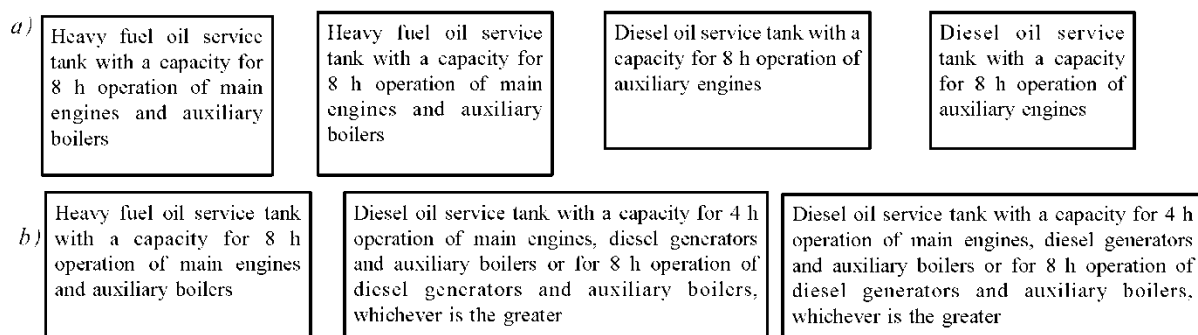 a)
Heavy fuel oil service
tank with a capacity for
8 h operation of main
engines and auxiliary
boilers
Heavy fuel oil service
tank with a capacity for
8 h operation of main
engines and auxiliary
boilers
Diesel oil service tank with a
capacity for 8 h operation of
auxiliary engines
Diesel oil service
tank with a capacity
for 8 h operation of
auxiliary engines
b)
Heavy fuel oil service tank
with a capacity for 8 h
operation of main engines
and auxiliary boilers
Diesel oil service tank with a capacity for 4 h
operation of main engines, diesel generators
and auxiliary boilers or for 8 h operation of
diesel generators and auxiliary boilers,
whichever is the greater
Diesel oil service tank with a capacity for 4 h
operation of main engines, diesel generators
and auxiliary boilers or for 8 h operation of
diesel generators and auxiliary boilers,
whichever is the greater